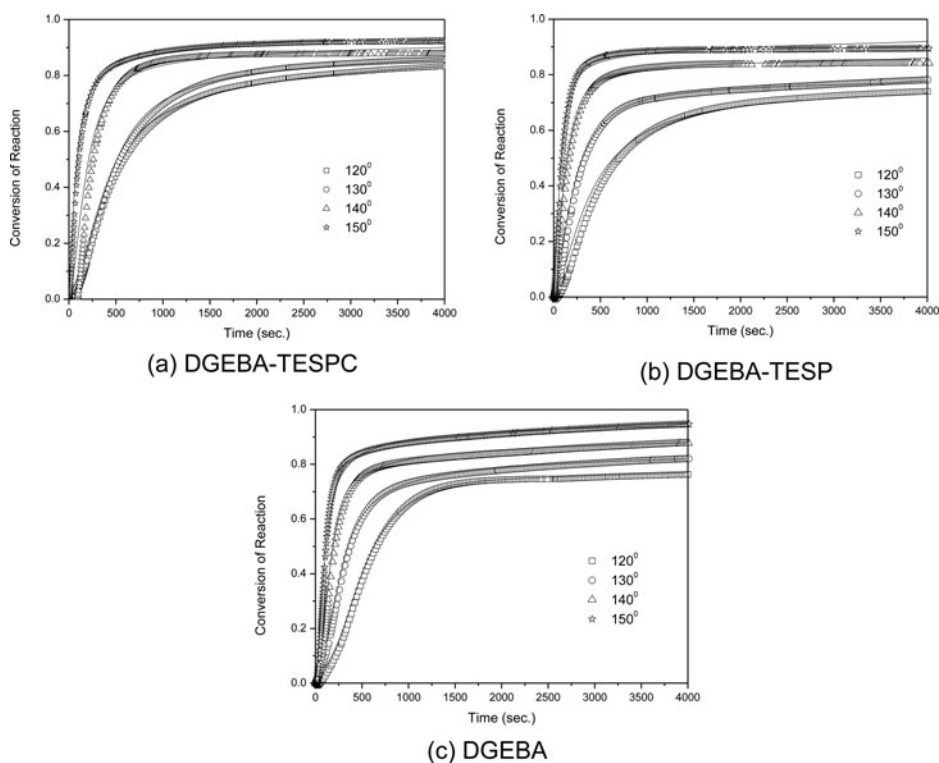 Conversion of Reaction
1.0
0.8
0.6
0.4
0.2
0.0
120⁰
130⁰
140⁰
150⁰
0 500 1000 1500 2000 2500 3000 3500 4000
Time (sec.)
(a) DGEBA-TESPC
Conversion of Reaction
1.0
0.8
0.6
0.4
0.2
0.0
120⁰
130⁰
140⁰
150⁰
0 500 1000 1500 2000 2500 3000 3500 4000
Time (sec.)
(b) DGEBA-TESP
Conversion of Reaction
1.0
0.8
0.6
0.4
0.2
0.0
120⁰
130⁰
140⁰
150⁰
0 500 1000 1500 2000 2500 3000 3500 4000
Time (sec.)
(c) DGEBA